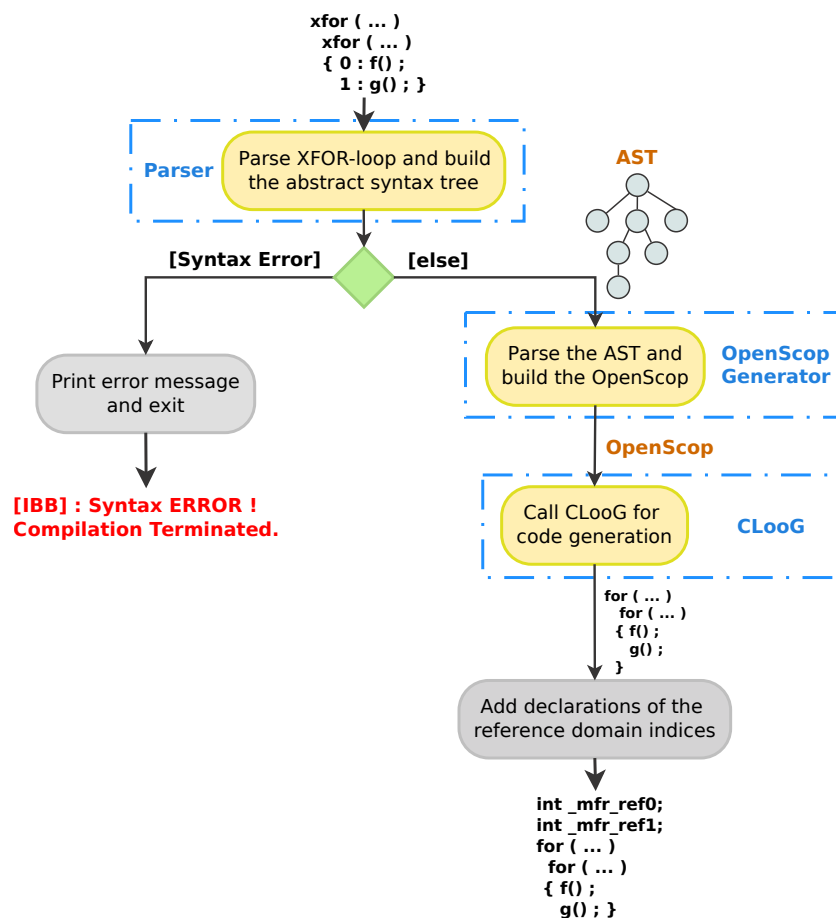 xfor ( ... )
xfor ( ... )
{ 0 : f() ;
1 : g() ; }
Parser
Parse XFOR-loop and build
the abstract syntax tree
AST
[Syntax Error]
[else]
Print error message
and exit
Parse the AST and
build the OpenScop
OpenScop
Generator
OpenScop
[IBB] : Syntax ERROR !
Compilation Terminated.
Call CLooG for
code generation
CLooG
for ( ... )
for ( ... )
{ f() ;
g() ;
}
Add declarations of the
reference domain indices
int _mfr_ref0;
int _mfr_ref1;
for ( ... )
for ( ... )
{ f() ;
g() ; }